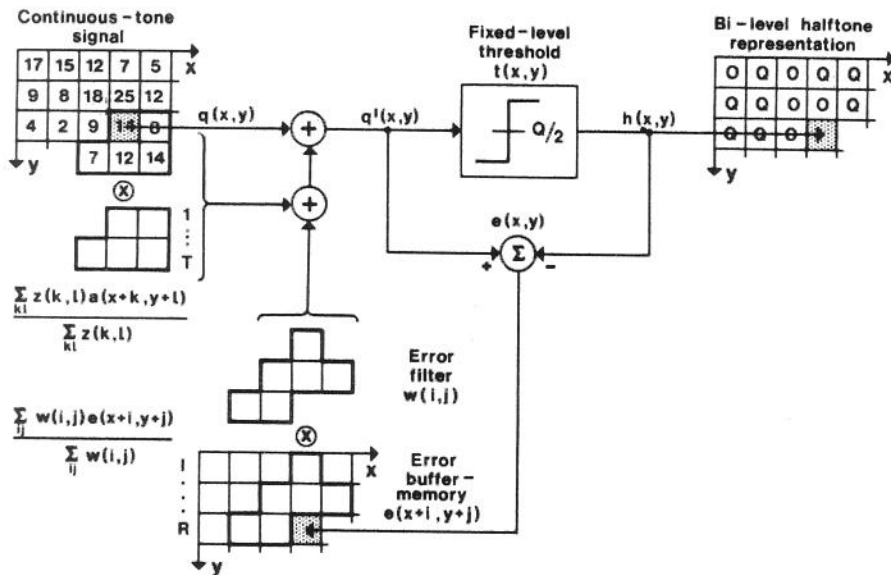 Continuous-tone
signal
17 15 12 7 5
x
9 8 18 25 12
4 2 9 14 8
7 12 14
y
X
1
:
T
∑ z(k,l)a(x+k,y+l)
kl
∑ z(k,l)
kl
q(x,y)
+
+
q'(x,y)
Fixed-level
threshold
t(x,y)
Q/2
h(x,y)
Bi-level halftone
representation
x
O Q O Q Q
Q Q O O Q
Q Q O
y
e(x,y)
Σ
+ -
Error
filter
w(i,j)
X
∑ w(i,j)e(x+i,y+j)
ij
∑ w(i,j)
ij
I
.
.
.
R
x
y
Error
buffer-
memory
e(x+i,y+j)